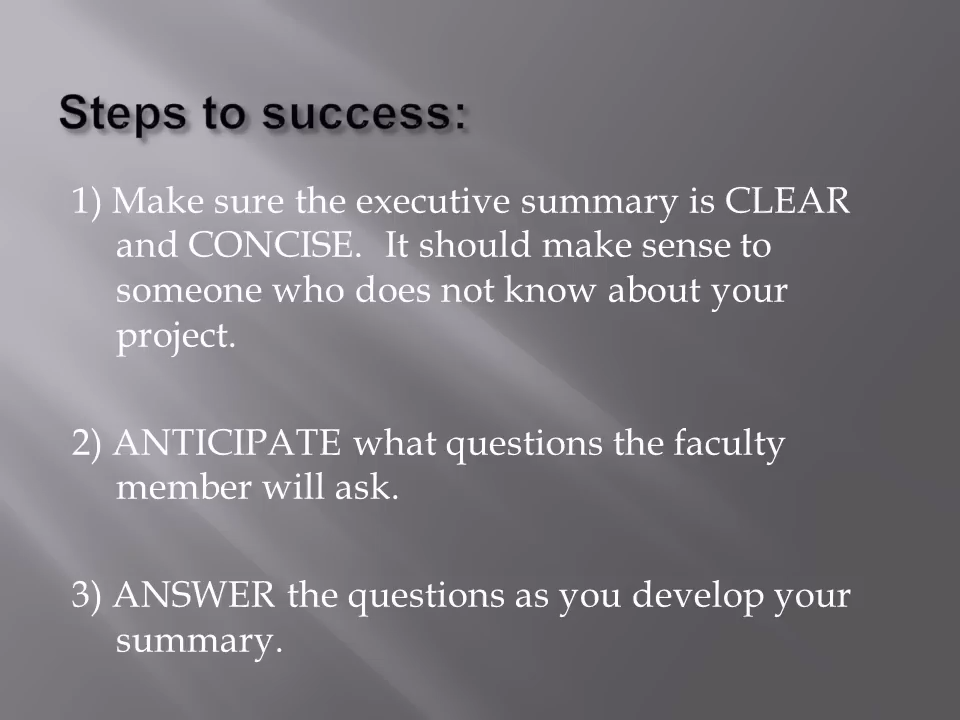 Steps to success:
1) Make sure the executive summary is CLEAR
and CONCISE.  It should make sense to
someone who does not know about your
project.
2) ANTICIPATE what questions the faculty
member will ask.
3) ANSWER the questions as you develop your
summary.